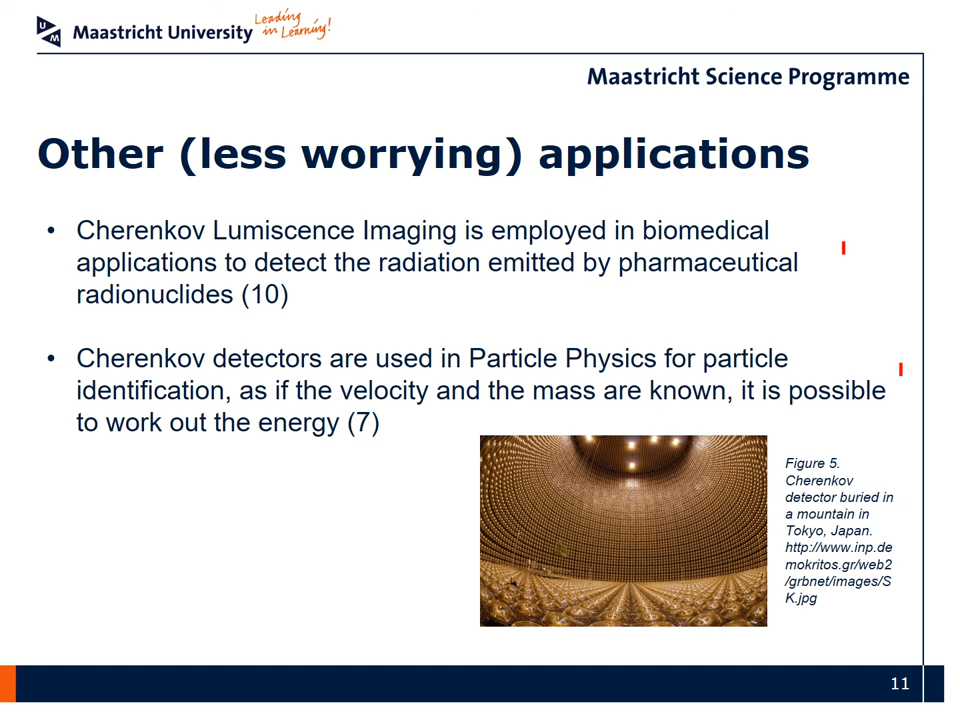 UM
Maastricht University
Leading
in Learning!
Maastricht Science Programme
Other (less worrying) applications
• Cherenkov Lumiscence Imaging is employed in biomedical
applications to detect the radiation emitted by pharmaceutical
radionuclides (10)
• Cherenkov detectors are used in Particle Physics for particle
identification, as if the velocity and the mass are known, it is possible
to work out the energy (7)
Figure 5.
Cherenkov
detector buried in
a mountain in
Tokyo, Japan.
http://www.inp.de
mokritos.gr/web2
/grbnet/images/S
K.jpg
11